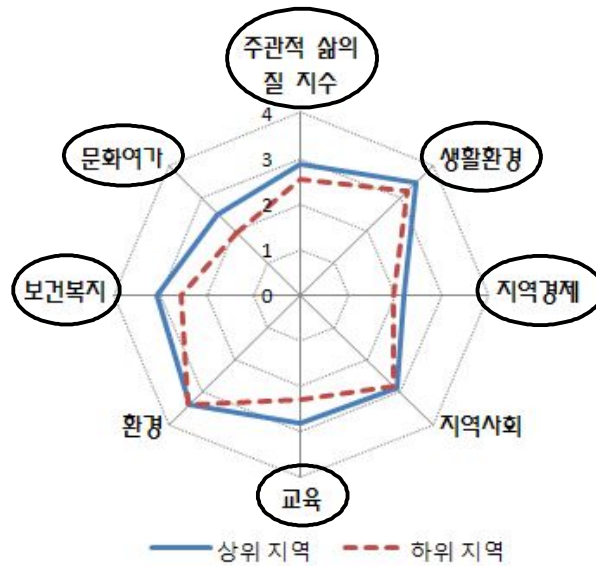 주관적 삶의
질 지수
문화여가
생활환경
4
3
2
1
0
보건복지
지역경제
환경
지역사회
교육
상위 지역
하위 지역